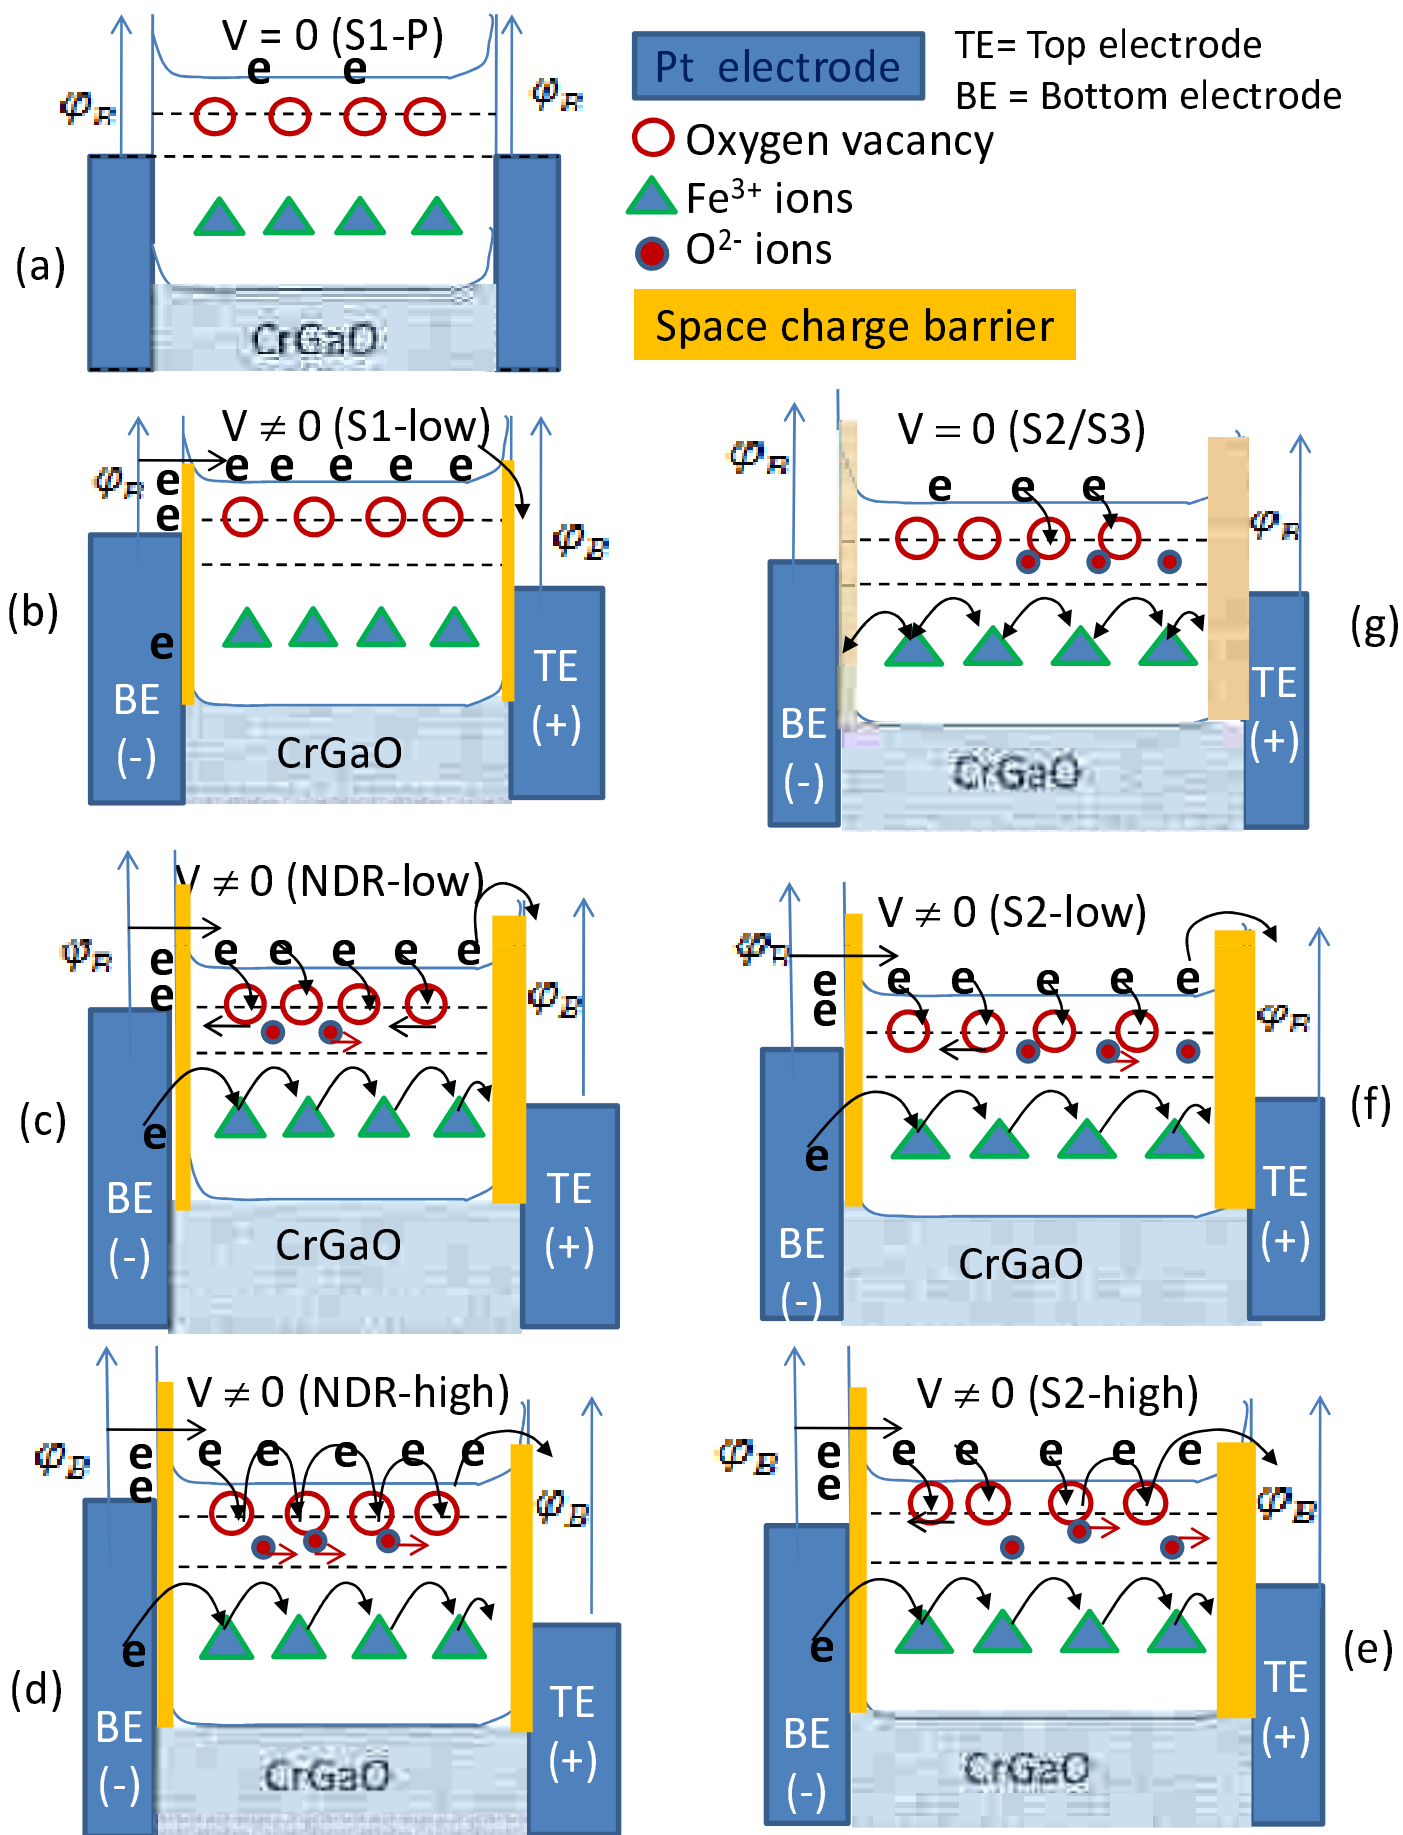 V = 0 (S1-P)
e e
φB
φB
(a)
CrGaO
Pt electrode
TE= Top electrode
BE = Bottom electrode
Oxygen vacancy
Fe³⁺ ions
O²⁻ ions
Space charge barrier
V ≠ 0 (S1-low)
e e e e e
φB
e
e
φB
(b)
e
BE
(-)
TE
(+)
CrGaO
V = 0 (S2/S3)
φB
e e e
φB
(g)
BE
(-)
TE
(+)
CrGaO
V ≠ 0 (NDR-low)
e e e e e
φB
e
e
φB
(c)
e
BE
(-)
TE
(+)
CrGaO
V ≠ 0 (S2-low)
φB
e e e e e
e
e
φB
(f)
e
BE
(-)
TE
(+)
CrGaO
V ≠ 0 (NDR-high)
e e e e e
φB
e
e
φB
(d)
e
BE
(-)
TE
(+)
CrGaO
V ≠ 0 (S2-high)
e e e e e
φB
e
e
φB
(e)
e
BE
(-)
TE
(+)
CrGaO